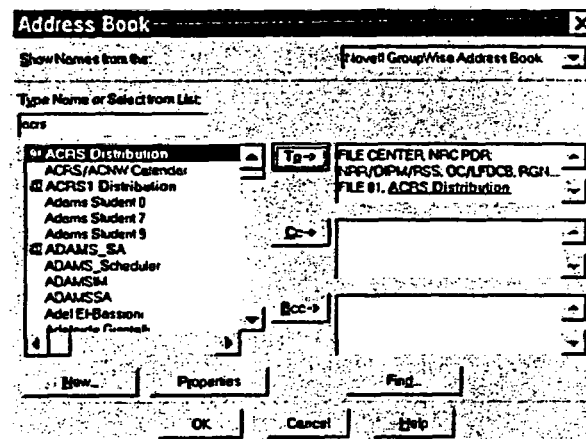 Address Book
Show Names from the:
Novell GroupWise Address Book
Type Name or Select from List:
acrs
ACRS Distribution
ACRS/ACNW Calendar
ACRS1 Distribution
Adams Student 0
Adams Student 7
Adams Student 9
ADAMS_SA
ADAMS_Scheduler
ADAMSIM
ADAMSSA
Adel El-Bassioni
To->
FILE CENTER, NRC PDR;
NRR/DIPM/RSS; OC/LFDCB, RGN...
FILE 01, ACRS Distribution
Cc->
Bcc->
New...
Properties
Find...
OK
Cancel
Help